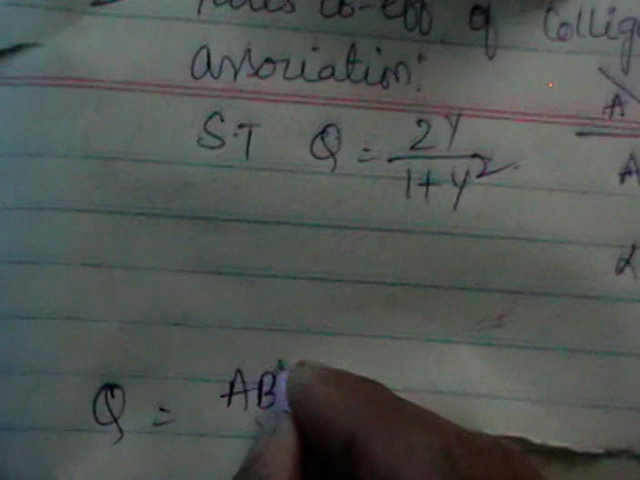 co-eff. of Collig
association:
S.T Q = 2Y / 1+Y²
A
A
α
Q = AB